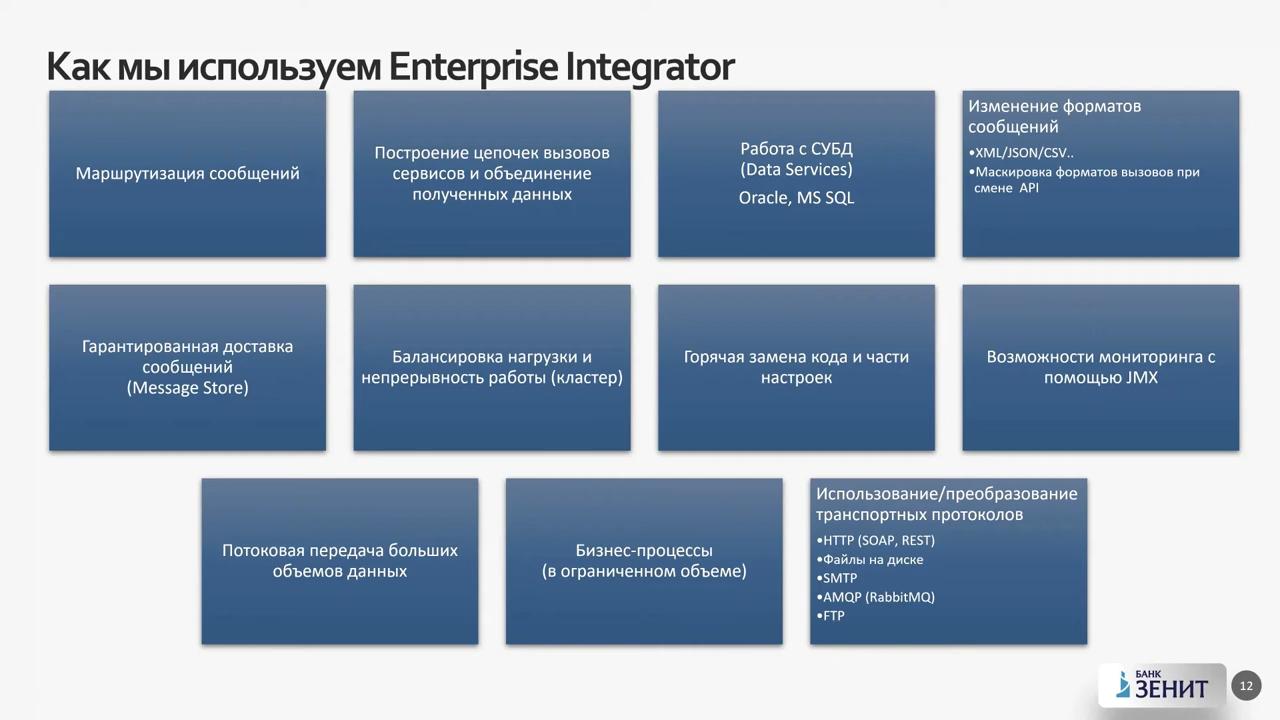 Как мы используем Enterprise Integrator
Маршрутизация сообщений
Построение цепочек вызовов
сервисов и объединение
полученных данных
Работа с СУБД
(Data Services)
Oracle, MS SQL
Изменение форматов
сообщений
•XML/JSON/CSV..
•Маскировка форматов вызовов при
смене API
Гарантированная доставка
сообщений
(Message Store)
Балансировка нагрузки и
непрерывность работы (кластер)
Горячая замена кода и части
настроек
Возможности мониторинга с
помощью JMX
Потоковая передача больших
объемов данных
Бизнес-процессы
(в ограниченном объеме)
Использование/преобразование
транспортных протоколов
•HTTP (SOAP, REST)
•Файлы на диске
•SMTP
•AMQP (RabbitMQ)
•FTP
БАНК
ЗЕНИТ
12